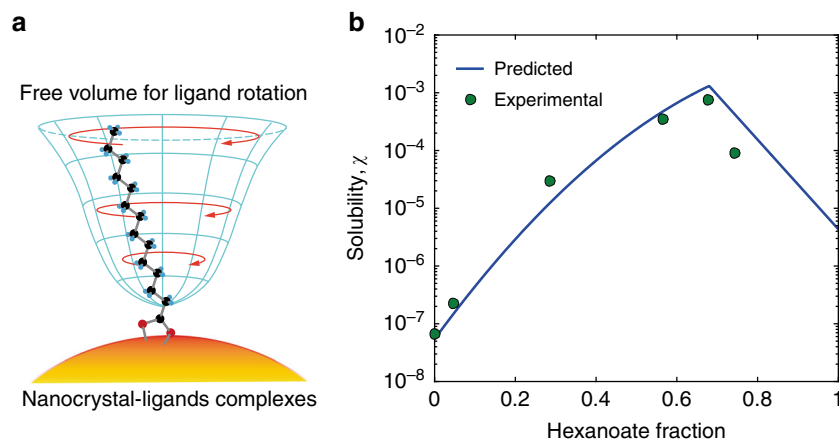 a
Free volume for ligand rotation
Nanocrystal-ligands complexes
b
Solubility, χ
10⁻²
10⁻³
10⁻⁴
10⁻⁵
10⁻⁶
10⁻⁷
10⁻⁸
Predicted
Experimental
0 0.2 0.4 0.6 0.8 1
Hexanoate fraction